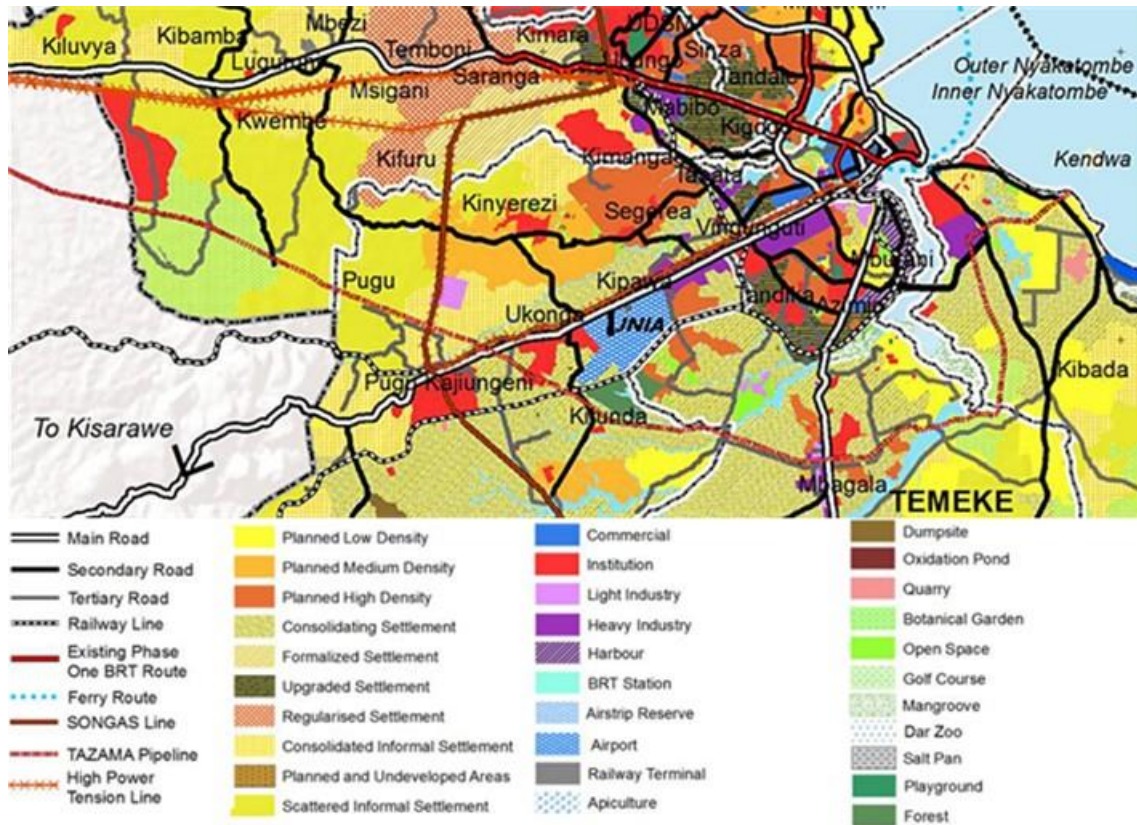 Mbezi
UDSM
Kiluvya
Kibamba
Temboni
Kimara
Sinza
Ubungo
Outer Nyakatombe
Tandale
Saranga
Inner Nyakatombe
Msigani
Mabibo
Kwembe
Kigogo
Kifuru
Kimanga
Kendwa
Tabata
Kinyerezi
Segerea
Vingunguti
Pugu
Kipawa
Mburani
Ukonga
Tandika
Azimio
JNIA
Kibada
Pugu Kajiungeni
Kitunda
To Kisarawe
Mbagala
TEMEKE
Main Road
Secondary Road
Tertiary Road
Railway Line
Existing Phase
One BRT Route
Ferry Route
SONGAS Line
TAZAMA Pipeline
High Power
Tension Line
Planned Low Density
Planned Medium Density
Planned High Density
Consolidating Settlement
Formalized Settlement
Upgraded Settlement
Regularised Settlement
Consolidated Informal Settlement
Planned and Undeveloped Areas
Scattered Informal Settlement
Commercial
Institution
Light Industry
Heavy Industry
Harbour
BRT Station
Airstrip Reserve
Airport
Railway Terminal
Apiculture
Dumpsite
Oxidation Pond
Quarry
Botanical Garden
Open Space
Golf Course
Mangroove
Dar Zoo
Salt Pan
Playground
Forest